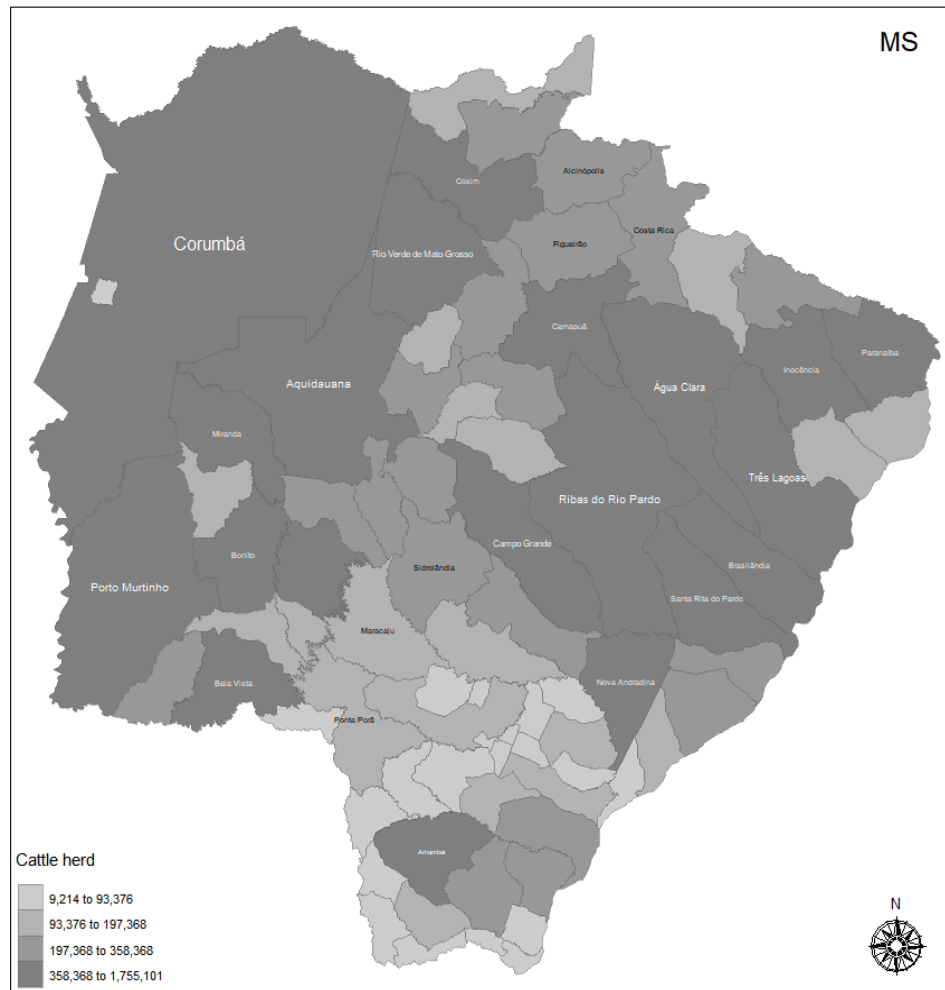 MS
Alcinópolis
Coxim
Costa Rica
Corumbá
Figueirão
Rio Verde de Mato Grosso
Camapuã
Paranaíba
Inocência
Aquidauana
Água Clara
Miranda
Três Lagoas
Ribas do Rio Pardo
Campo Grande
Bonito
Brasilândia
Sidrolândia
Porto Murtinho
Santa Rita do Pardo
Maracaju
Bela Vista
Nova Andradina
Ponta Porã
Amambai
Cattle herd
9,214 to 93,376
93,376 to 197,368
197,368 to 358,368
358,368 to 1,755,101
N